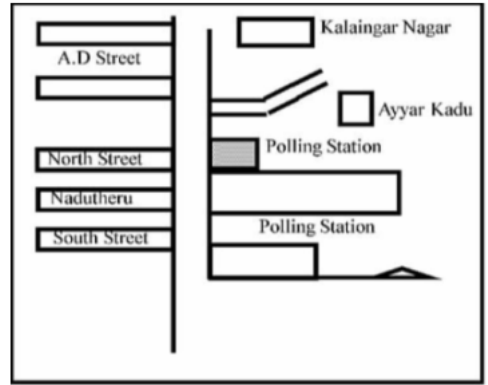 Kalaingar Nagar
A.D Street
Ayyar Kadu
Polling Station
North Street
Nadutheru
Polling Station
South Street